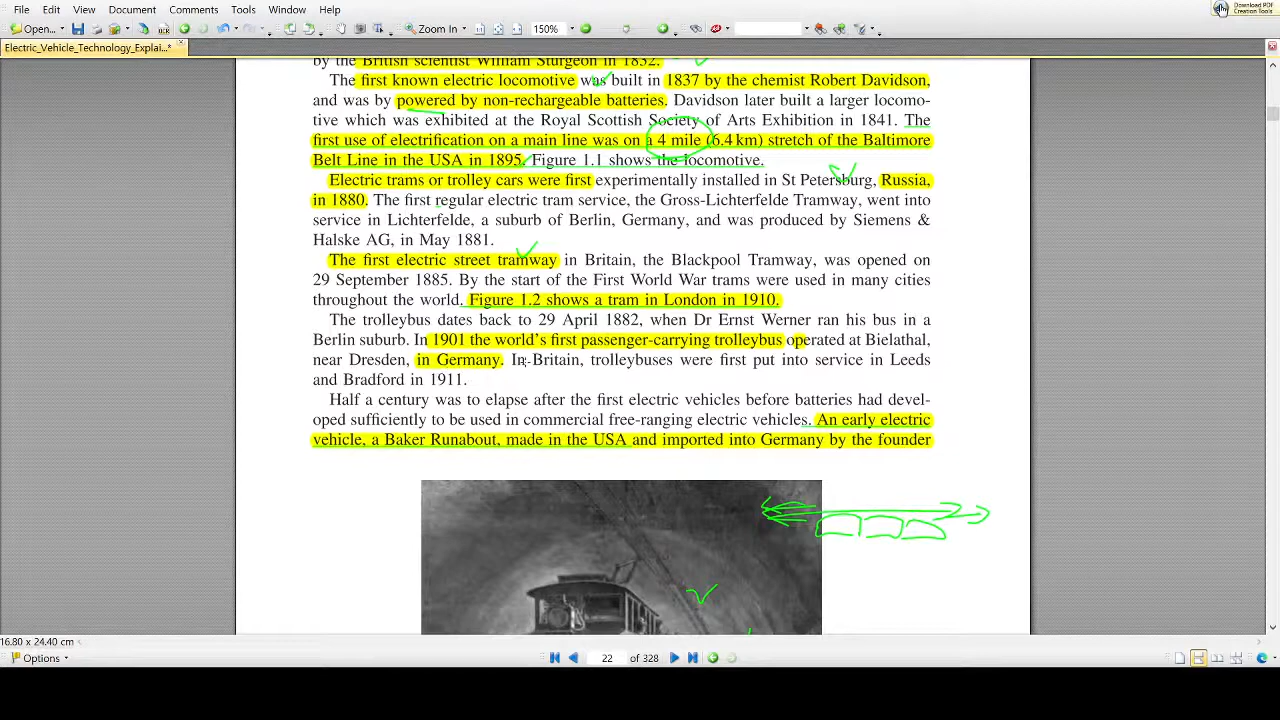 File Edit View Document Comments Tools Window Help
Download PDF
Creation Tools
Open... Zoom In 150%
Electric_Vehicle_Technology_Explai...*
by the British scientist William Sturgeon in 1832.
The first known electric locomotive was built in 1837 by the chemist Robert Davidson,
and was by powered by non-rechargeable batteries. Davidson later built a larger locomo-
tive which was exhibited at the Royal Scottish Society of Arts Exhibition in 1841. The
first use of electrification on a main line was on a 4 mile (6.4 km) stretch of the Baltimore
Belt Line in the USA in 1895. Figure 1.1 shows the locomotive.
Electric trams or trolley cars were first experimentally installed in St Petersburg, Russia,
in 1880. The first regular electric tram service, the Gross-Lichterfelde Tramway, went into
service in Lichterfelde, a suburb of Berlin, Germany, and was produced by Siemens &
Halske AG, in May 1881.
The first electric street tramway in Britain, the Blackpool Tramway, was opened on
29 September 1885. By the start of the First World War trams were used in many cities
throughout the world. Figure 1.2 shows a tram in London in 1910.
The trolleybus dates back to 29 April 1882, when Dr Ernst Werner ran his bus in a
Berlin suburb. In 1901 the world's first passenger-carrying trolleybus operated at Bielathal,
near Dresden, in Germany. In Britain, trolleybuses were first put into service in Leeds
and Bradford in 1911.
Half a century was to elapse after the first electric vehicles before batteries had devel-
oped sufficiently to be used in commercial free-ranging electric vehicles. An early electric
vehicle, a Baker Runabout, made in the USA and imported into Germany by the founder
16.80 x 24.40 cm
Options 22 of 328